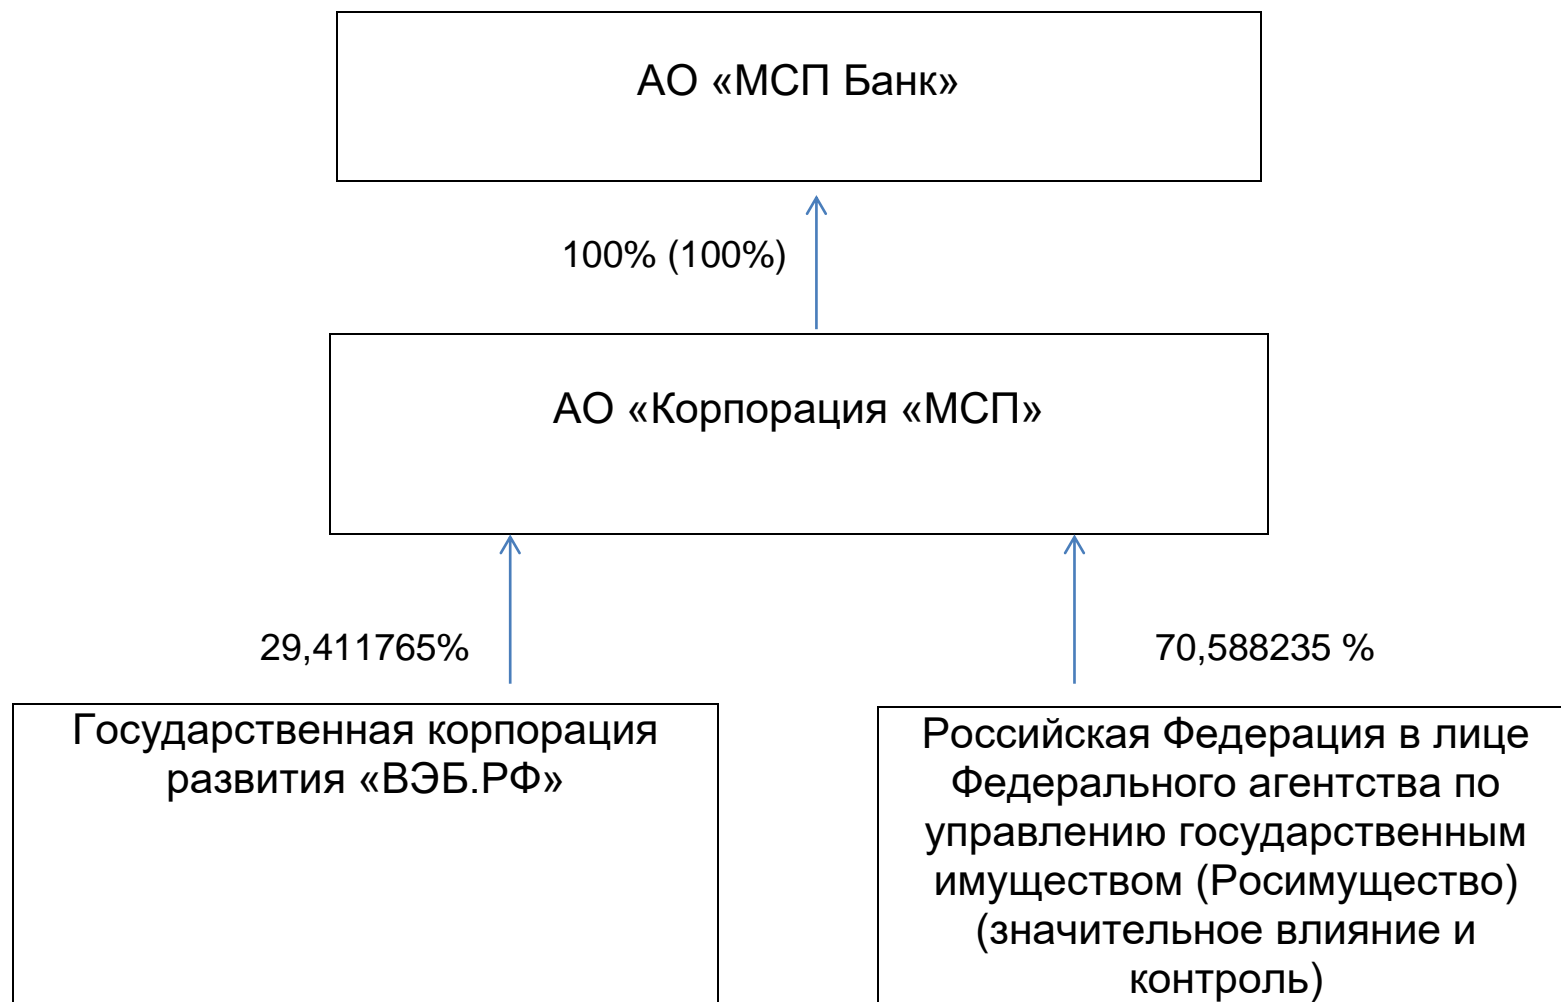 АО «МСП Банк»
100% (100%)
АО «Корпорация «МСП»
29,411765%
70,588235 %
Государственная корпорация
развития «ВЭБ.РФ»
Российская Федерация в лице
Федерального агентства по
управлению государственным
имуществом (Росимущество)
(значительное влияние и
контроль)